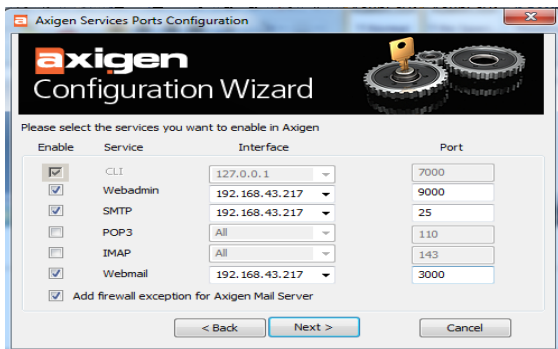 Axigen Services Ports Configuration
axigen
Configuration Wizard
Please select the services you want to enable in Axigen
Enable Service Interface Port
CLI 127.0.0.1 7000
Webadmin 192.168.43.217 9000
SMTP 192.168.43.217 25
POP3 All 110
IMAP All 143
Webmail 192.168.43.217 3000
Add firewall exception for Axigen Mail Server
< Back Next > Cancel